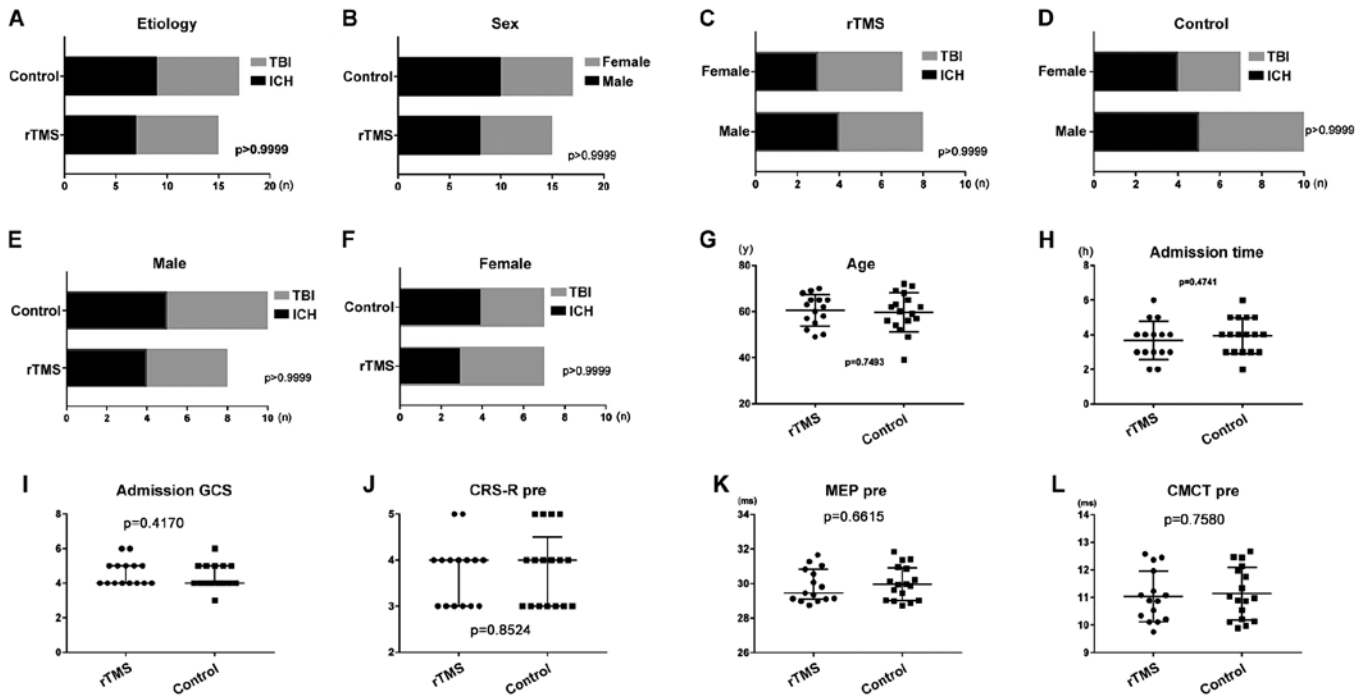 A
Etiology
Control
rTMS
TBI
ICH
p>0.9999
0 5 10 15 20 (n)
B
Sex
Control
rTMS
Female
Male
p>0.9999
0 5 10 15 20 (n)
C
rTMS
Female
Male
TBI
ICH
p>0.9999
0 2 4 6 8 10 (n)
D
Control
Female
Male
TBI
ICH
p>0.9999
0 2 4 6 8 10 (n)
E
Male
Control
rTMS
TBI
ICH
p>0.9999
0 2 4 6 8 10 (n)
F
Female
Control
rTMS
TBI
ICH
p>0.9999
0 2 4 6 8 10 (n)
G
(y)
Age
80
60
40
20
p=0.7493
rTMS
Control
H
(h)
Admission time
8
6
4
2
0
p=0.4741
rTMS
Control
I
Admission GCS
8
6
4
2
0
p=0.4170
rTMS
Control
J
CRS-R pre
5
4
3
2
p=0.8524
rTMS
Control
K
(ms)
MEP pre
34
32
30
28
26
p=0.6615
rTMS
Control
L
(ms)
CMCT pre
14
13
12
11
10
9
p=0.7580
rTMS
Control